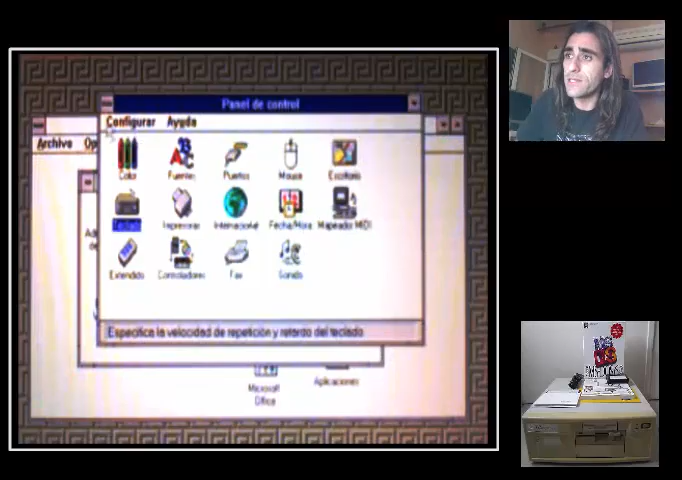 Panel de control
Configurar Ayuda
Archivo Op
Color Fuentes Puertos Mouse Escritorio
Teclado Impresoras Internacional Fecha/Hora Mapeador MIDI
Extendido Controladores Fax Sonido
Especifica la velocidad de repetición y retardo del teclado
Microsoft
Office
Aplicaciones